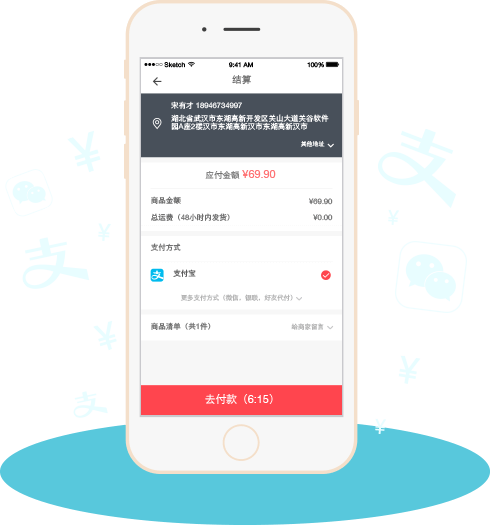 Sketch 9:41 AM 100%
结算
宋有才 18946734997
湖北省武汉市东湖高新开发区关山大道关谷软件
园A座2楼汉市东湖高新汉市东湖高新汉市
其他地址
应付金额 ¥69.90
商品金额 ¥69.90
总运费（48小时内发货） ¥0.00
支付方式
支 支付宝
更多支付方式（微信、银联、好友代付）
商品清单（共1件） 给商家留言
去付款（6:15）